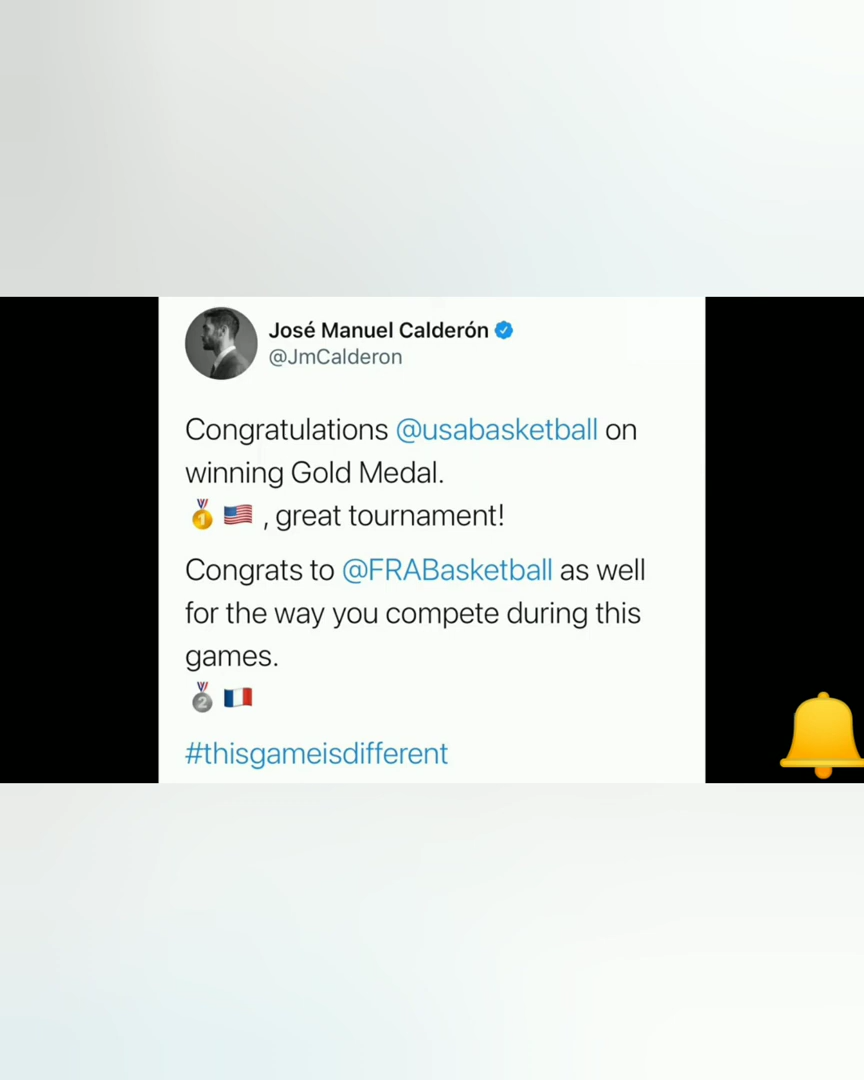 José Manuel Calderón
@JmCalderon
Congratulations @usabasketball on
winning Gold Medal.
🥇🇺🇸 , great tournament!
Congrats to @FRABasketball as well
for the way you compete during this
games.
🥈🇫🇷
#thisgameisdifferent